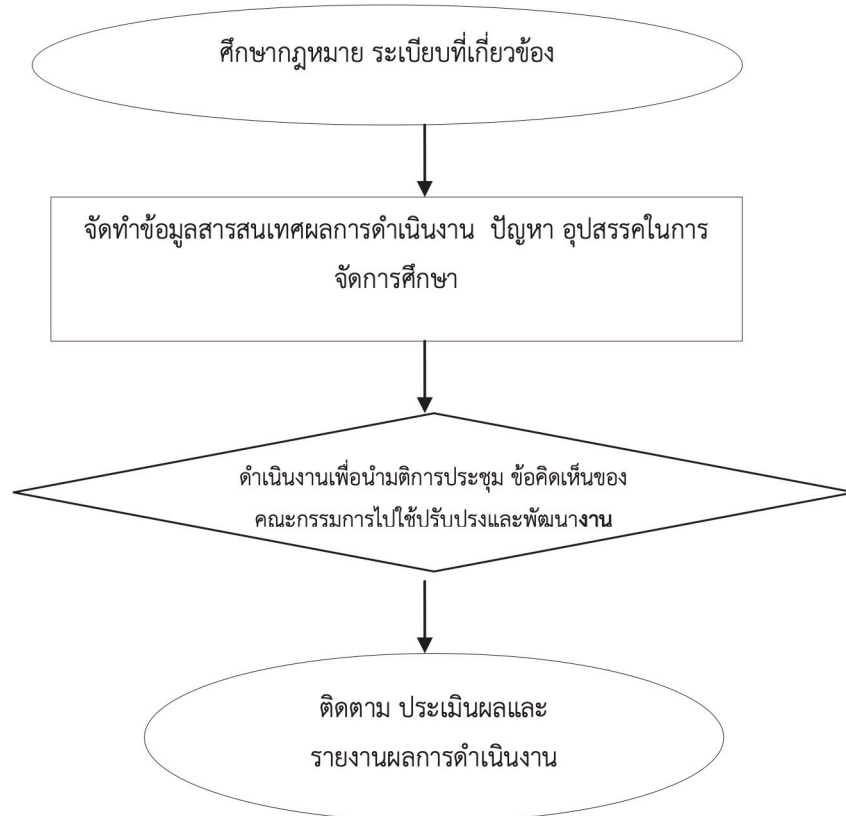 ศึกษากฎหมาย ระเบียบที่เกี่ยวข้อง
จัดทำข้อมูลสารสนเทศผลการดำเนินงาน ปัญหา อุปสรรคในการ
จัดการศึกษา
ดำเนินงานเพื่อนำมติการประชุม ข้อคิดเห็นของ
คณะกรรมการไปใช้ปรับปรุงและพัฒนางาน
ติดตาม ประเมินผลและ
รายงานผลการดำเนินงาน